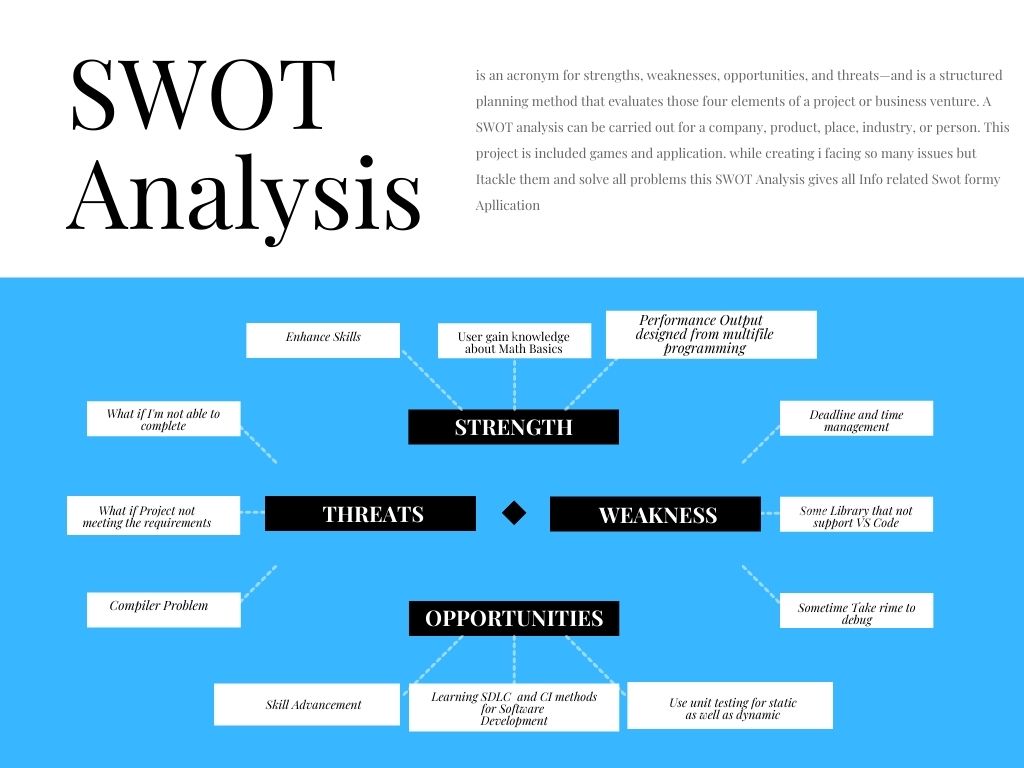 SWOT
Analysis
is an acronym for strengths, weaknesses, opportunities, and threats—and is a structured
planning method that evaluates those four elements of a project or business venture. A
SWOT analysis can be carried out for a company, product, place, industry, or person. This
project is included games and application. while creating i facing so many issues but
Itackle them and solve all problems this SWOT Analysis gives all Info related Swot formy
Apllication
Enhance Skills
User gain knowledge
about Math Basics
Performance Output
designed from multifile
programming
STRENGTH
What if I'm not able to
complete
Deadline and time
management
What if Project not
meeting the requirements
THREATS
WEAKNESS
Some Library that not
support VS Code
Compiler Problem
Sometime Take rime to
debug
OPPORTUNITIES
Skill Advancement
Learning SDLC and CI methods
for Software
Development
Use unit testing for static
as well as dynamic